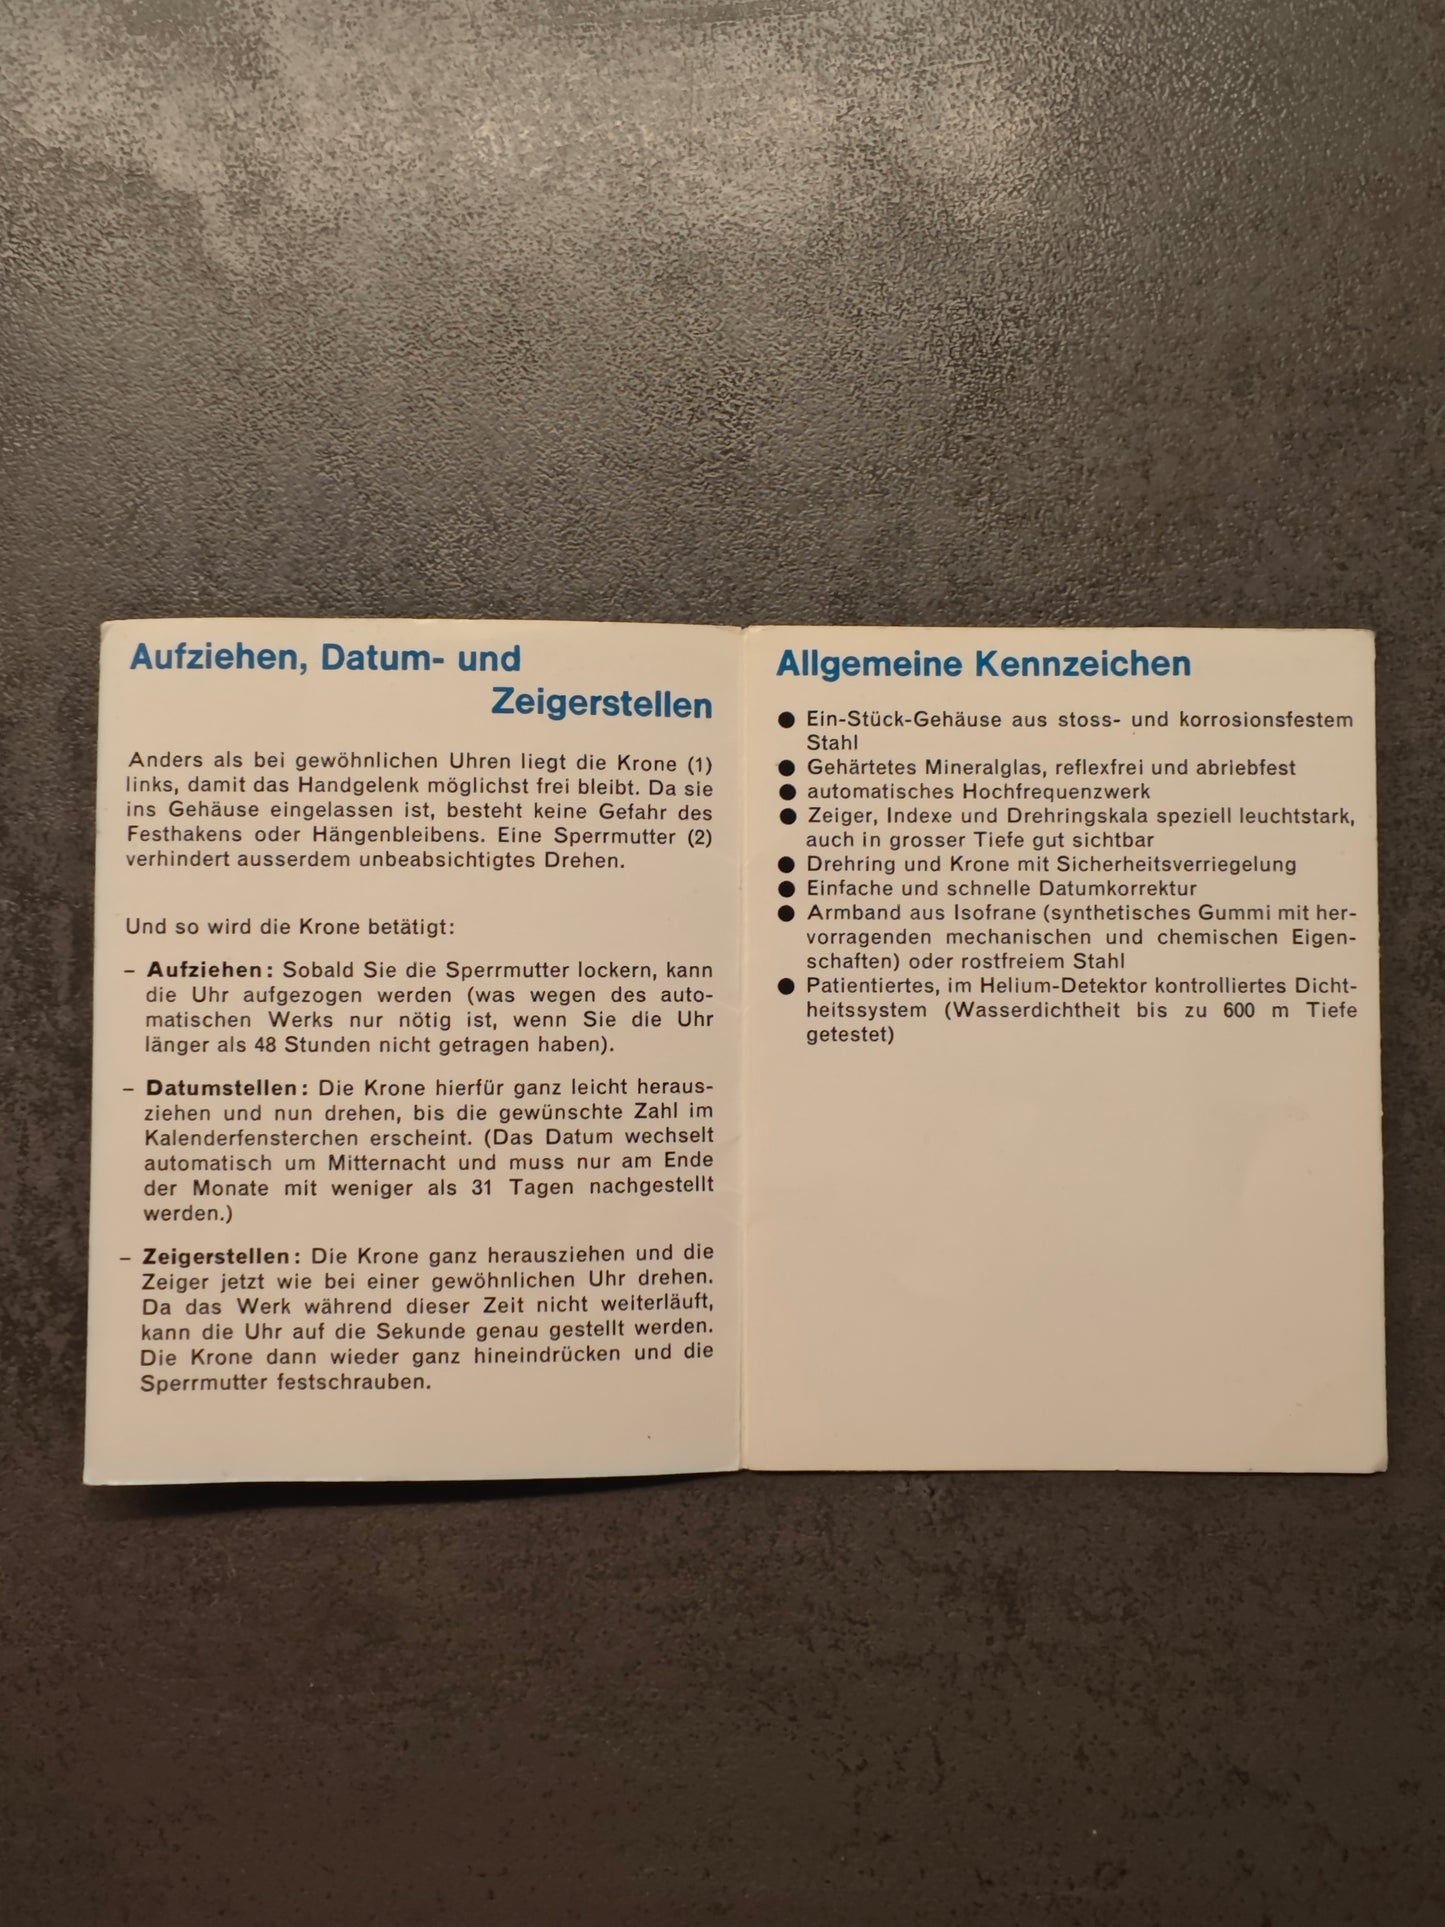 Aufziehen, Datum- und
Zeigerstellen
Anders als bei gewöhnlichen Uhren liegt die Krone (1)
links, damit das Handgelenk möglichst frei bleibt. Da sie
ins Gehäuse eingelassen ist, besteht keine Gefahr des
Festhakens oder Hängenbleibens. Eine Sperrmutter (2)
verhindert ausserdem unbeabsichtigtes Drehen.
Und so wird die Krone betätigt:
– Aufziehen: Sobald Sie die Sperrmutter lockern, kann
die Uhr aufgezogen werden (was wegen des auto-
matischen Werks nur nötig ist, wenn Sie die Uhr
länger als 48 Stunden nicht getragen haben).
– Datumstellen: Die Krone hierfür ganz leicht heraus-
ziehen und nun drehen, bis die gewünschte Zahl im
Kalenderfensterchen erscheint. (Das Datum wechselt
automatisch um Mitternacht und muss nur am Ende
der Monate mit weniger als 31 Tagen nachgestellt
werden.)
– Zeigerstellen: Die Krone ganz herausziehen und die
Zeiger jetzt wie bei einer gewöhnlichen Uhr drehen.
Da das Werk während dieser Zeit nicht weiterläuft,
kann die Uhr auf die Sekunde genau gestellt werden.
Die Krone dann wieder ganz hineindrücken und die
Sperrmutter festschrauben.
Allgemeine Kennzeichen
● Ein-Stück-Gehäuse aus stoss- und korrosionsfestem
Stahl
● Gehärtetes Mineralglas, reflexfrei und abriebfest
● automatisches Hochfrequenzwerk
● Zeiger, Indexe und Drehringskala speziell leuchtstark,
auch in grosser Tiefe gut sichtbar
● Drehring und Krone mit Sicherheitsverriegelung
● Einfache und schnelle Datumkorrektur
● Armband aus Isofrane (synthetisches Gummi mit her-
vorragenden mechanischen und chemischen Eigen-
schaften) oder rostfreiem Stahl
● Patientiertes, im Helium-Detektor kontrolliertes Dicht-
heitssystem (Wasserdichtheit bis zu 600 m Tiefe
getestet)